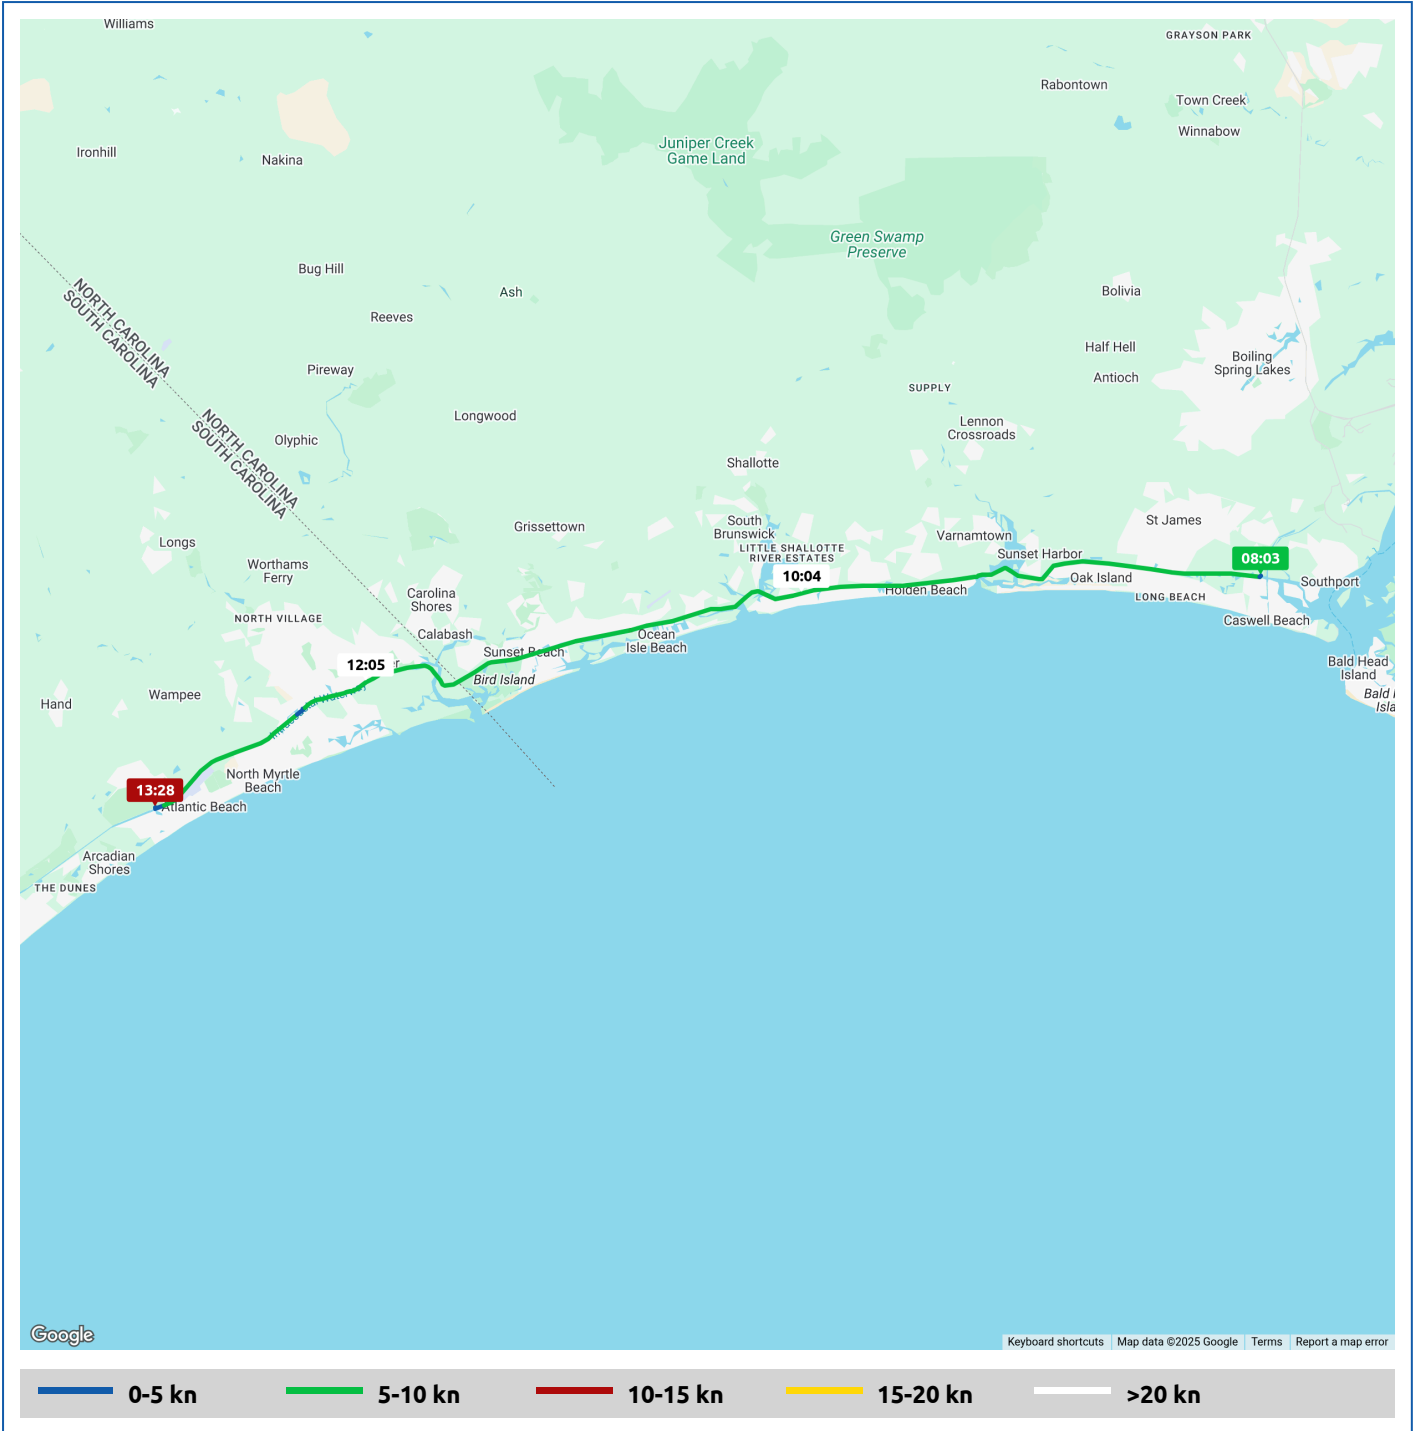 Williams
GRAYSON PARK
Rabontown
Town Creek
Winnabow
Juniper Creek
Game Land
Ironhill
Nakina
Green Swamp
Preserve
Bug Hill
Ash
Bolivia
NORTH CAROLINA
SOUTH CAROLINA
Reeves
Half Hell
Boiling
Spring Lakes
Pireway
Antioch
SUPPLY
Longwood
Lennon
Crossroads
NORTH CAROLINA
SOUTH CAROLINA
Olyphic
Shallotte
South
Brunswick
St James
Grissettown
Varnamtown
Longs
LITTLE SHALLOTTE
RIVER ESTATES
Sunset Harbor
08:03
Worthams
Ferry
10:04
Oak Island
Southport
Carolina
Shores
Holden Beach
LONG BEACH
NORTH VILLAGE
Caswell Beach
Calabash
Ocean
Isle Beach
Sunset Beach
12:05
Bald Head
Island
Bird Island
Wampee
Hand
Bald
Isla
North Myrtle
Beach
13:28
Atlantic Beach
Arcadian
Shores
THE DUNES
Google
Keyboard shortcuts
Map data ©2025 Google
Terms
Report a map error
0-5 kn
5-10 kn
10-15 kn
15-20 kn
>20 kn